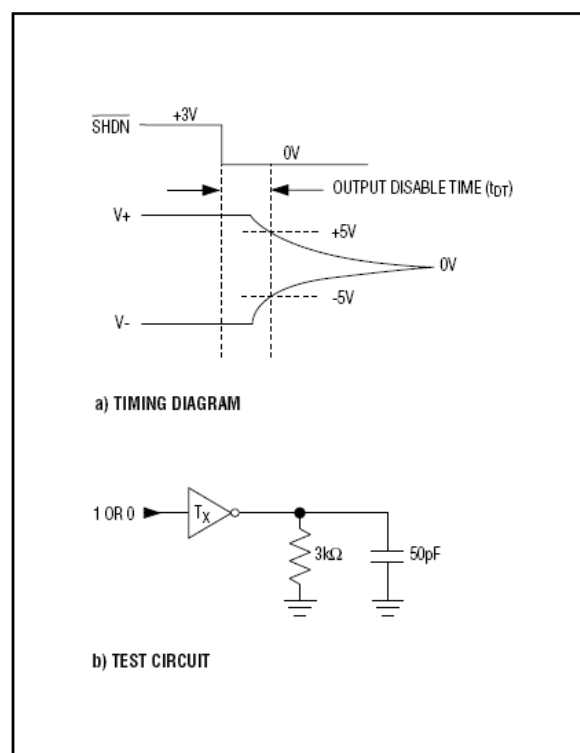 +3V
SHDN
0V
OUTPUT DISABLE TIME (tDT)
V+
+5V
0V
-5V
V-
a) TIMING DIAGRAM
1 OR 0
TX
3kΩ
50pF
b) TEST CIRCUIT